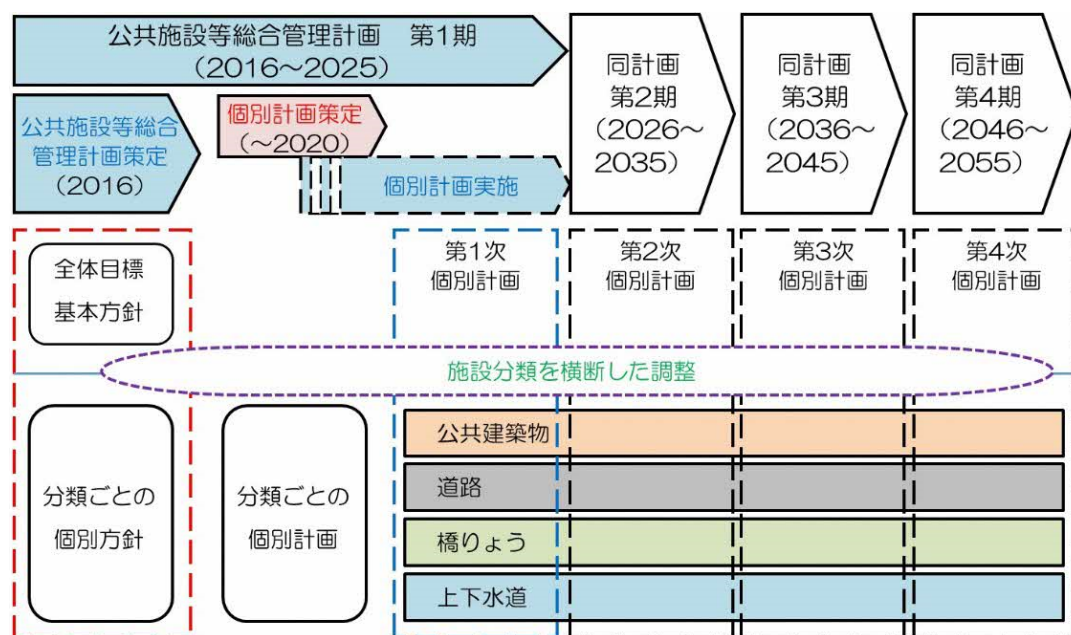 公共施設等総合管理計画　第1期
（2016～2025）
同計画
第2期
（2026～
2035）
同計画
第3期
（2036～
2045）
同計画
第4期
（2046～
2055）
公共施設等総合
管理計画策定
（2016）
個別計画策定
（～2020）
個別計画実施
全体目標
基本方針
第1次
個別計画
第2次
個別計画
第3次
個別計画
第4次
個別計画
施設分類を横断した調整
分類ごとの
個別方針
分類ごとの
個別計画
公共建築物
道路
橋りょう
上下水道